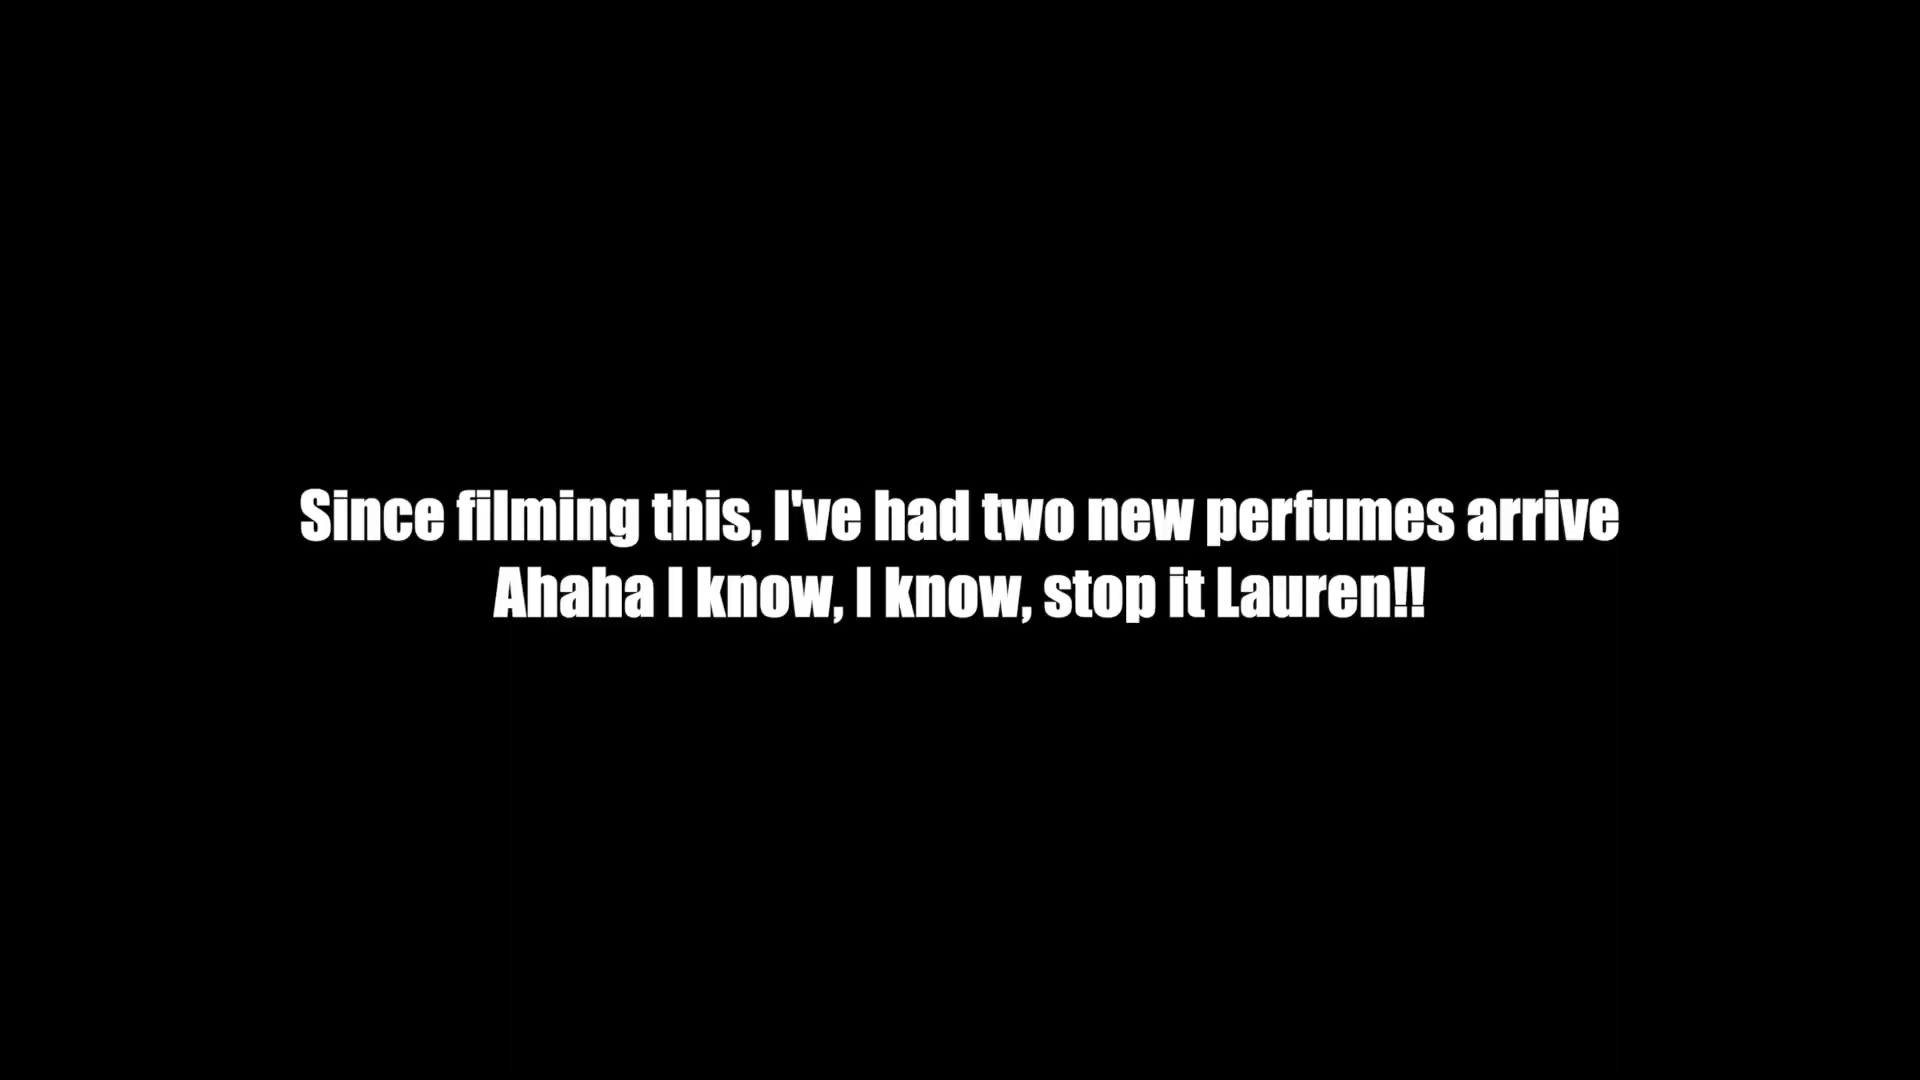 Since filming this, I've had two new perfumes arrive
Ahaha I know, I know, stop it Lauren!!